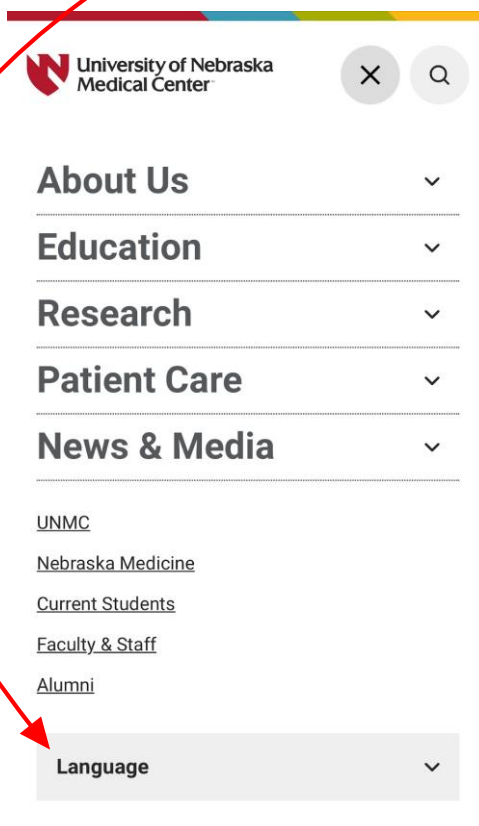 University of Nebraska
Medical Center
About Us
Education
Research
Patient Care
News & Media
UNMC
Nebraska Medicine
Current Students
Faculty & Staff
Alumni
Language